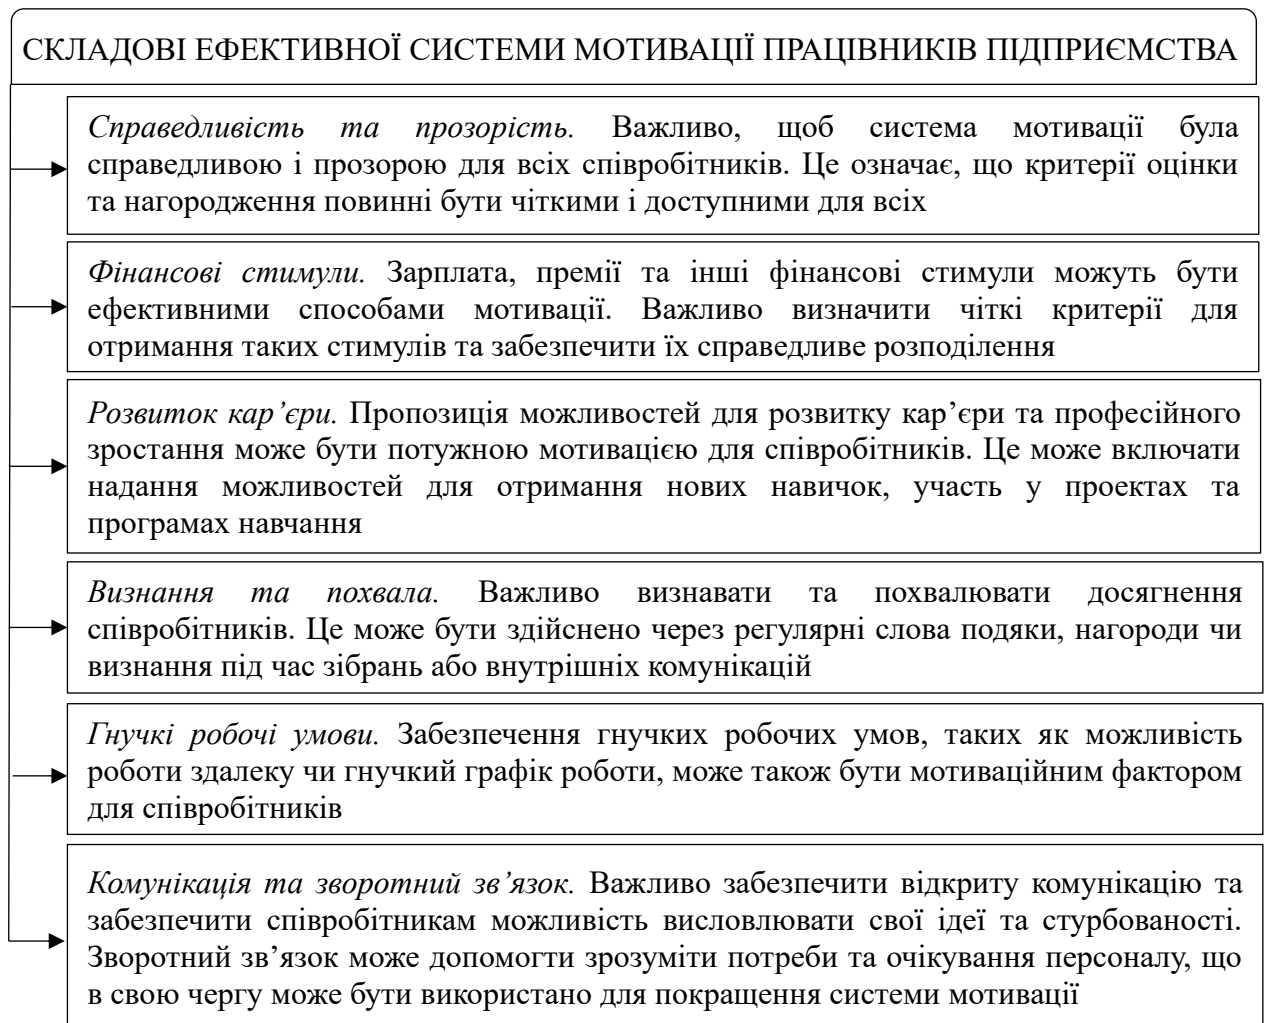 СКЛАДОВІ ЕФЕКТИВНОЇ СИСТЕМИ МОТИВАЦІЇ ПРАЦІВНИКІВ ПІДПРИЄМСТВА
Справедливість та прозорість. Важливо, щоб система мотивації була
справедливою і прозорою для всіх співробітників. Це означає, що критерії оцінки
та нагородження повинні бути чіткими і доступними для всіх
Фінансові стимули. Зарплата, премії та інші фінансові стимули можуть бути
ефективними способами мотивації. Важливо визначити чіткі критерії для
отримання таких стимулів та забезпечити їх справедливе розподілення
Розвиток кар’єри. Пропозиція можливостей для розвитку кар’єри та професійного
зростання може бути потужною мотивацією для співробітників. Це може включати
надання можливостей для отримання нових навичок, участь у проектах та
програмах навчання
Визнання та похвала. Важливо визнавати та похвалювати досягнення
співробітників. Це може бути здійснено через регулярні слова подяки, нагороди чи
визнання під час зібрань або внутрішніх комунікацій
Гнучкі робочі умови. Забезпечення гнучких робочих умов, таких як можливість
роботи здалеку чи гнучкий графік роботи, може також бути мотиваційним фактором
для співробітників
Комунікація та зворотний зв’язок. Важливо забезпечити відкриту комунікацію та
забезпечити співробітникам можливість висловлювати свої ідеї та стурбованості.
Зворотний зв’язок може допомогти зрозуміти потреби та очікування персоналу, що
в свою чергу може бути використано для покращення системи мотивації